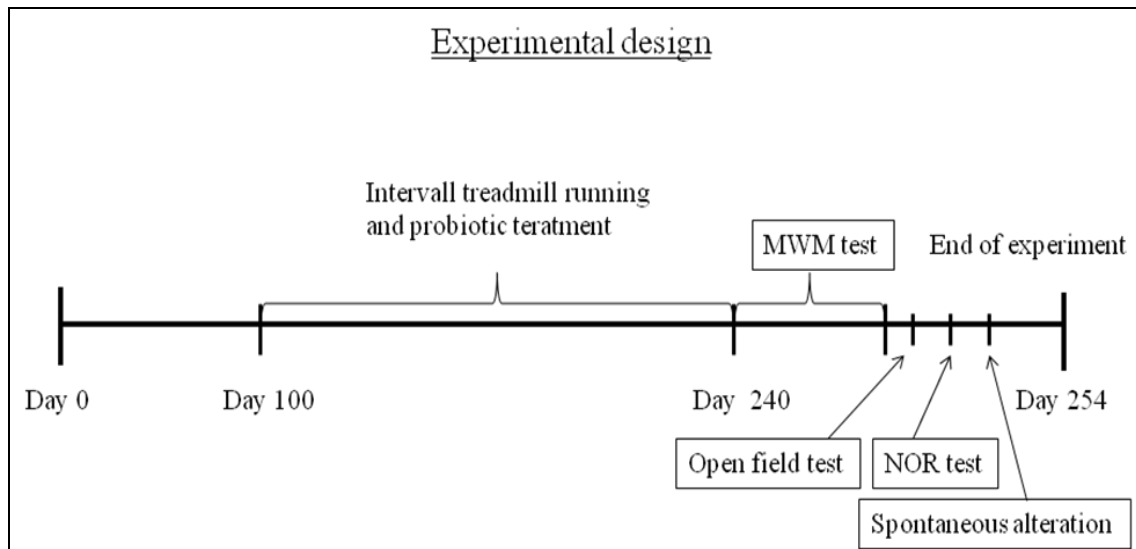 Experimental design
Intervall treadmill running
and probiotic teratment
MWM test
End of experiment
Day 0
Day 100
Day 240
Day 254
Open field test
NOR test
Spontaneous alteration